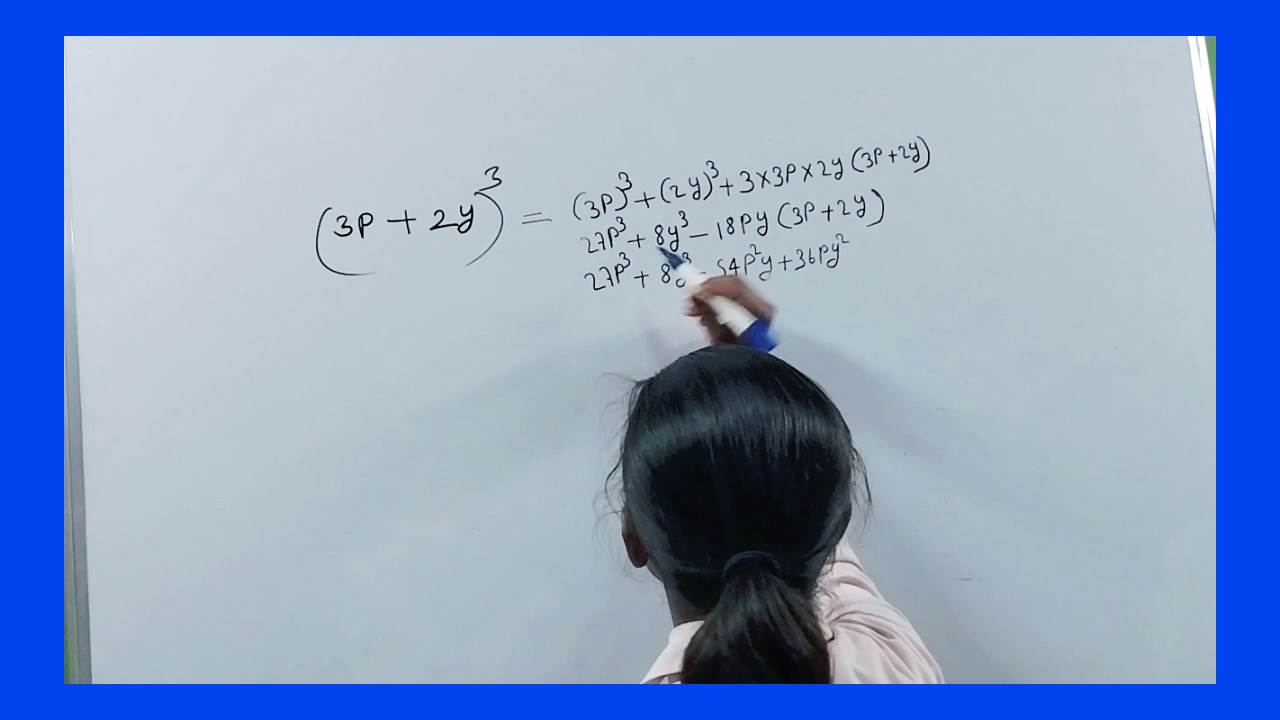 (3P + 2y)³ = (3P)³ + (2y)³ + 3×3P×2y (3P+2y)
27P³ + 8y³ - 18Py (3P+2y)
27P³ + 8y³ - 54P²y + 36Py²